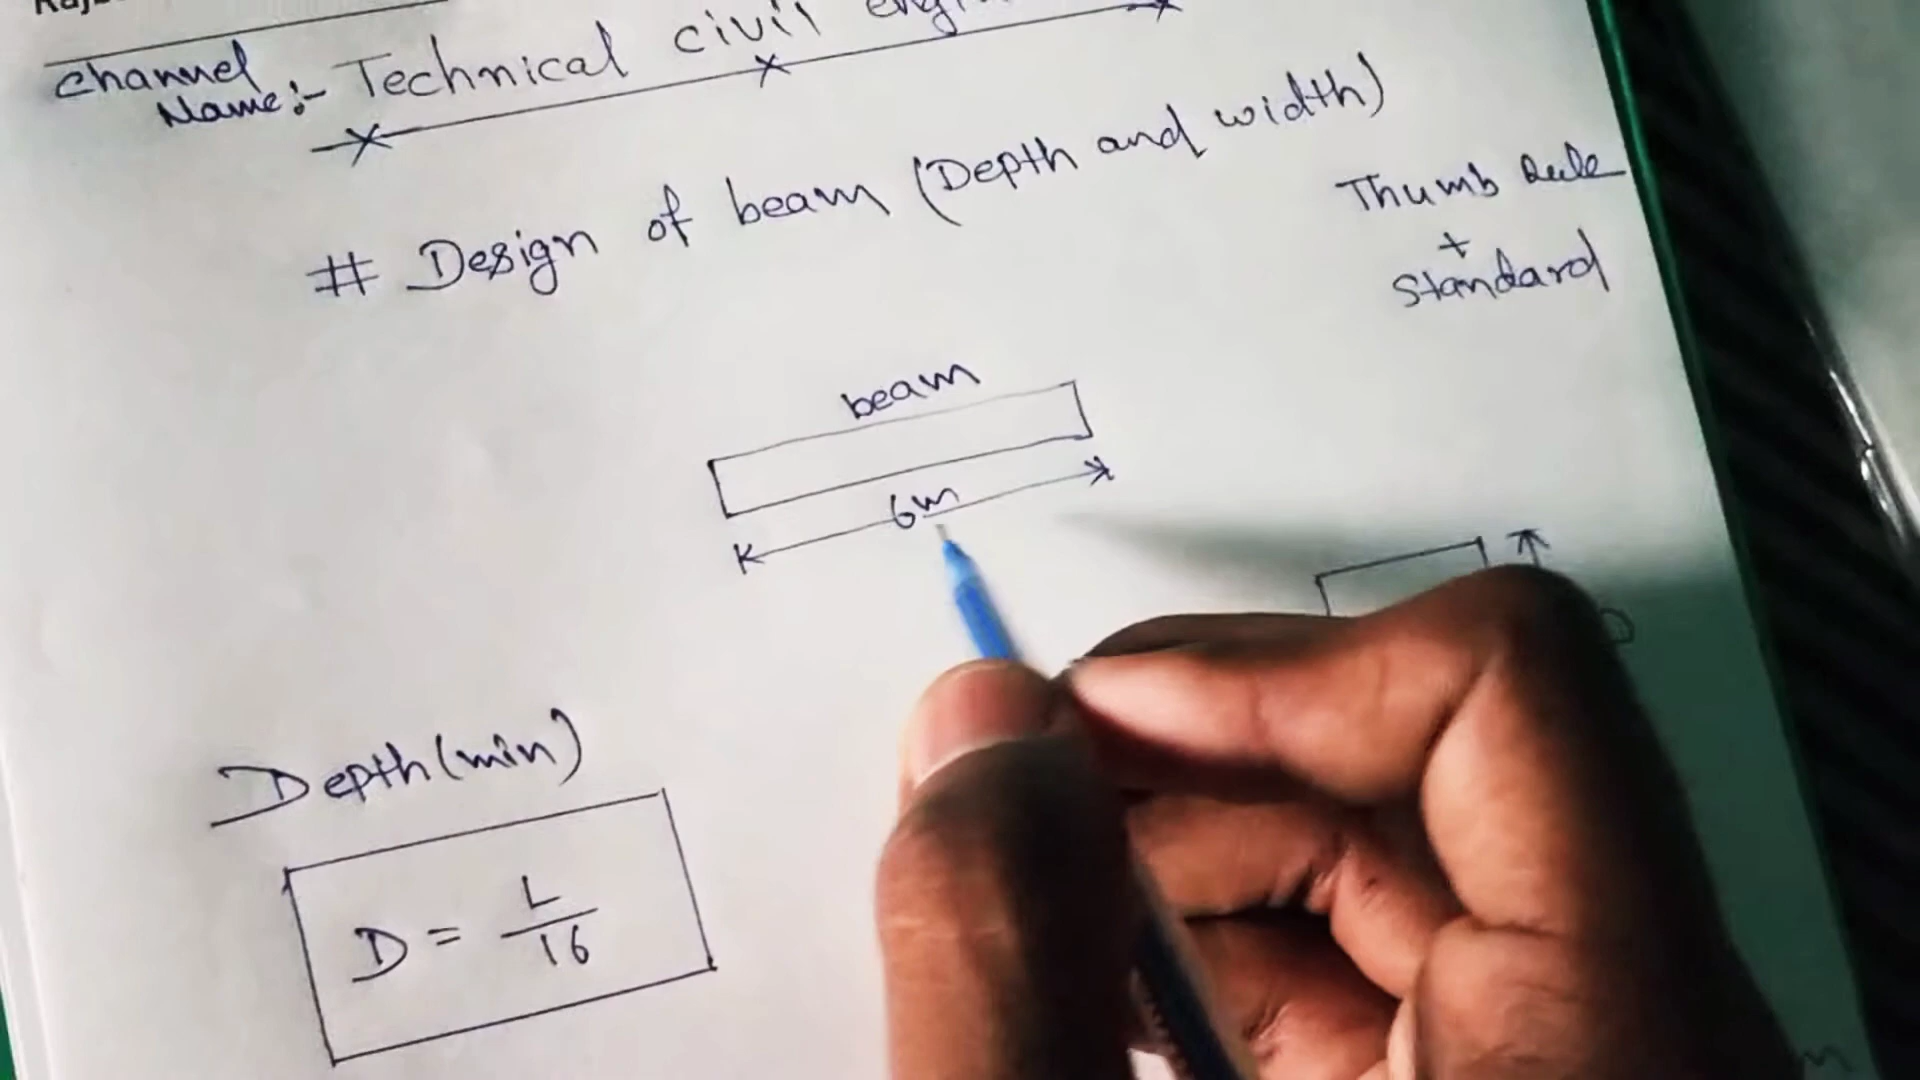 Channel
Name:- Technical civil
# Design of beam (Depth and width)
Thumb Rule
+
Standard
beam
6m
D
Depth (min)
D = L/16